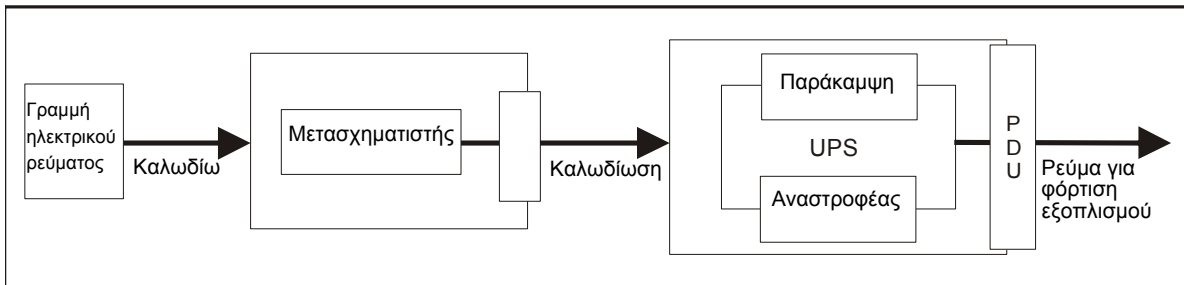 Γραμμή
ηλεκτρικού
ρεύματος
Καλωδίω
Μετασχηματιστής
Καλωδίωση
Παράκαμψη
UPS
Αναστροφέας
P
D
U
Ρεύμα για
φόρτιση
εξοπλισμού